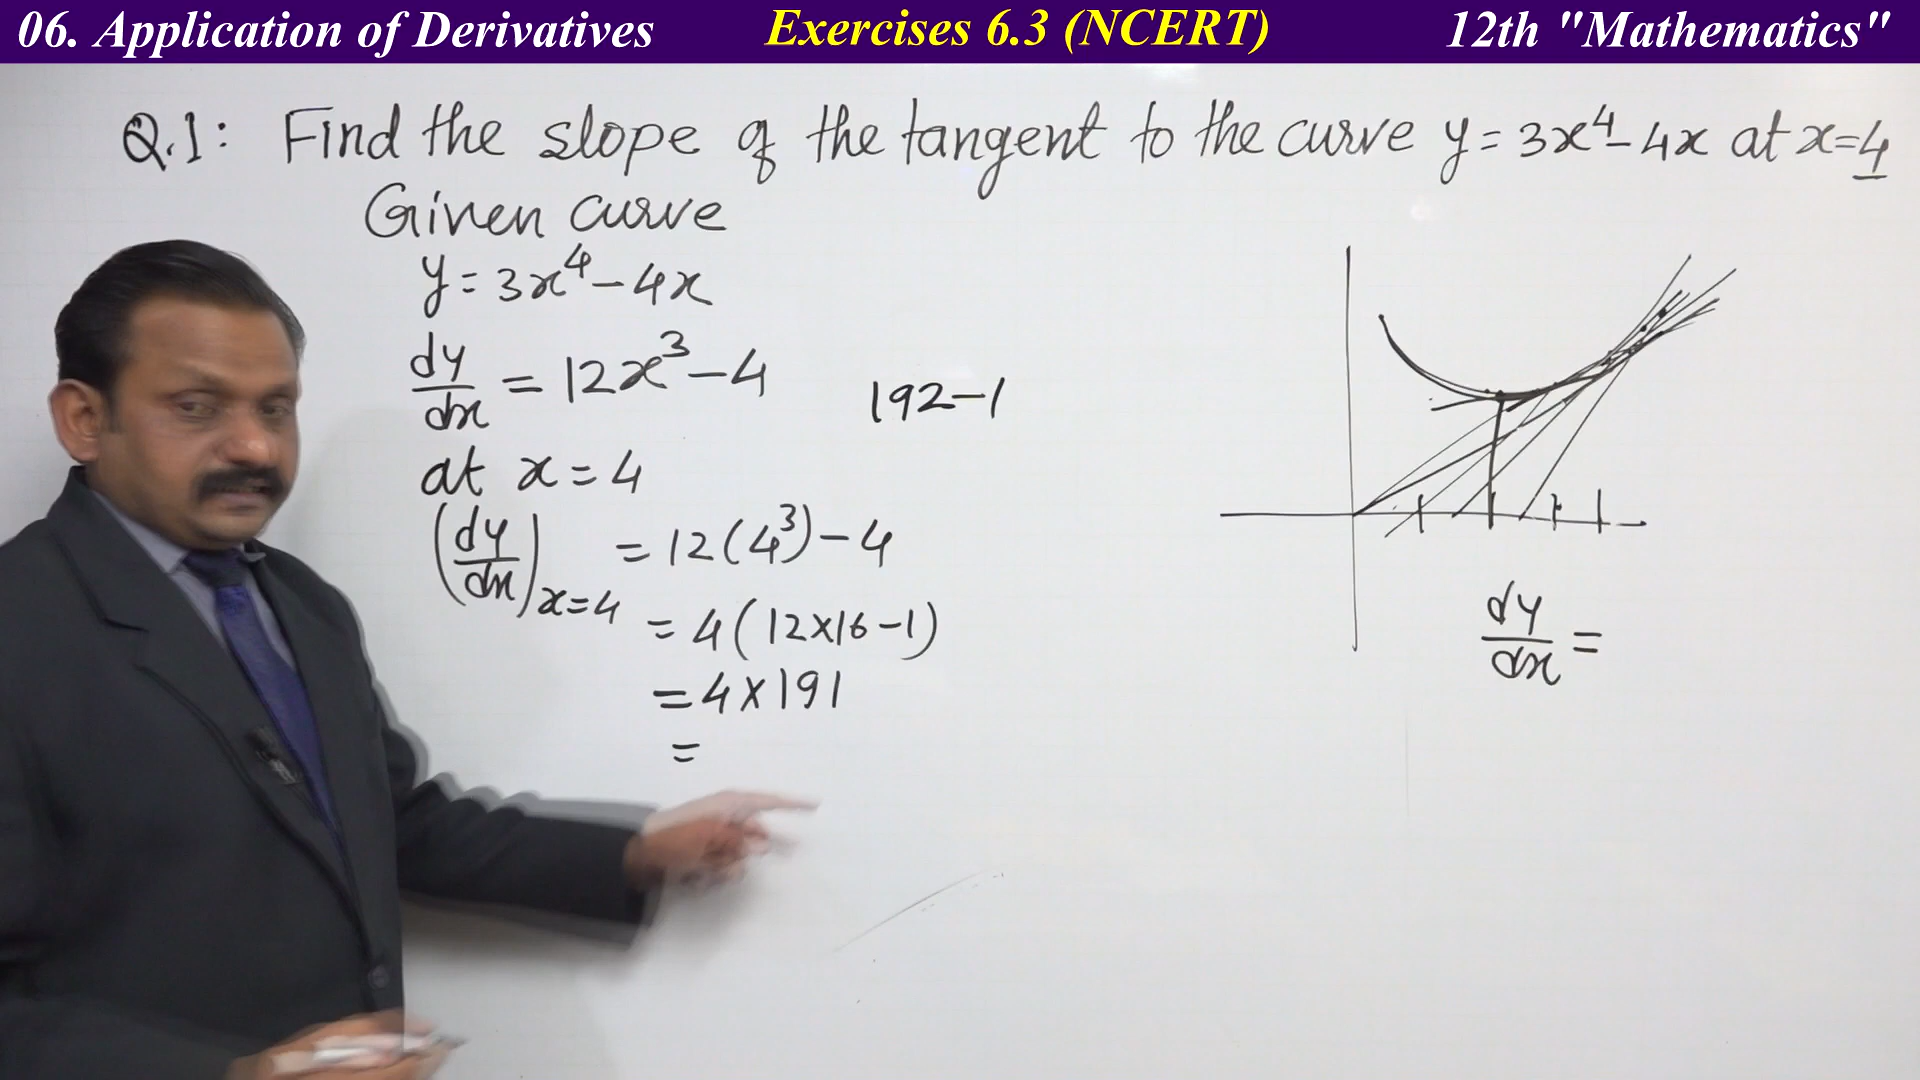 06. Application of Derivatives Exercises 6.3 (NCERT) 12th "Mathematics"
Q.1: Find the slope of the tangent to the curve y = 3x⁴ - 4x at x = 4
Given curve
y = 3x⁴ - 4x
dy/dx = 12x³ - 4
192 - 1
at x = 4
(dy/dx)x=4 = 12(4³) - 4
= 4(12×16-1)
= 4×191
=
dy/dx =